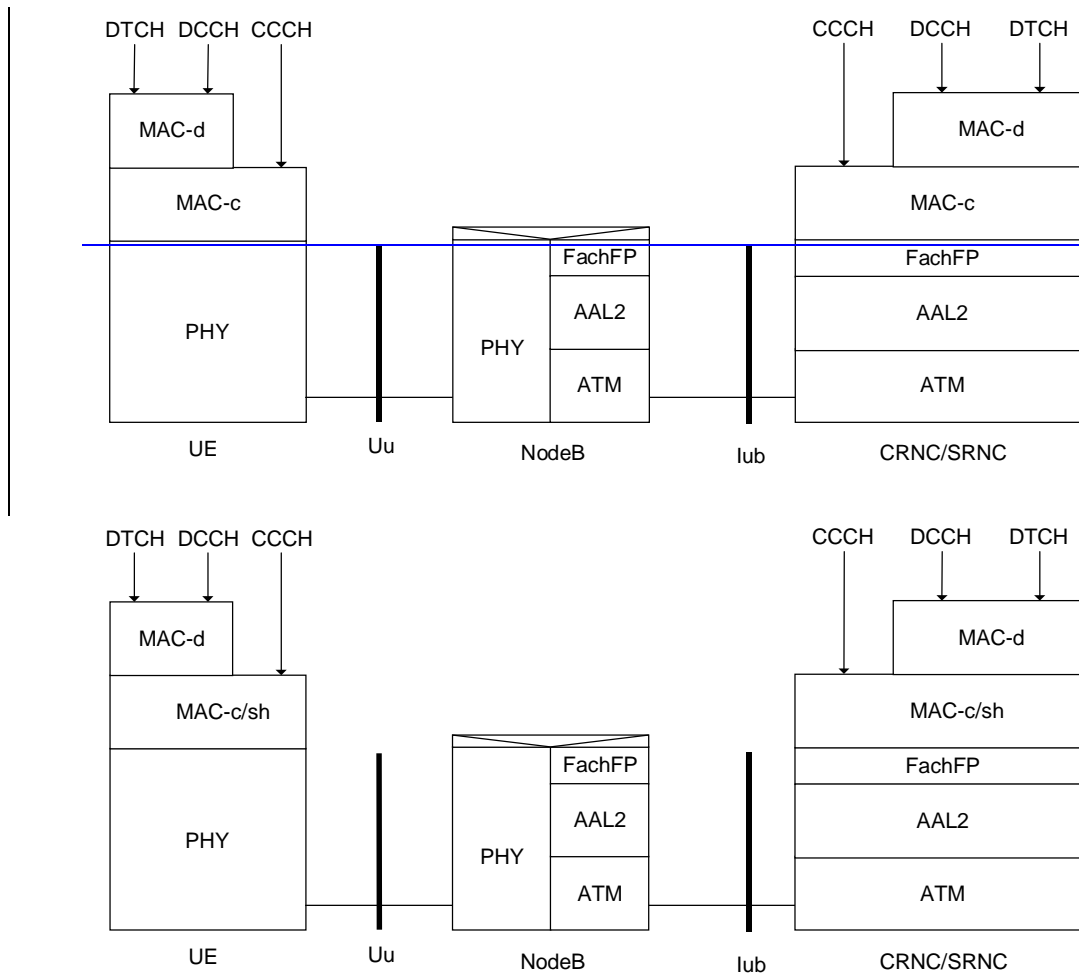 DTCH DCCH CCCH CCCH DCCH DTCH
MAC-d MAC-d
MAC-c MAC-c
FachFP FachFP
PHY PHY AAL2 AAL2
ATM ATM
UE Uu NodeB Iub CRNC/SRNC
DTCH DCCH CCCH CCCH DCCH DTCH
MAC-d MAC-d
MAC-c/sh MAC-c/sh
FachFP FachFP
PHY PHY AAL2 AAL2
ATM ATM
UE Uu NodeB Iub CRNC/SRNC